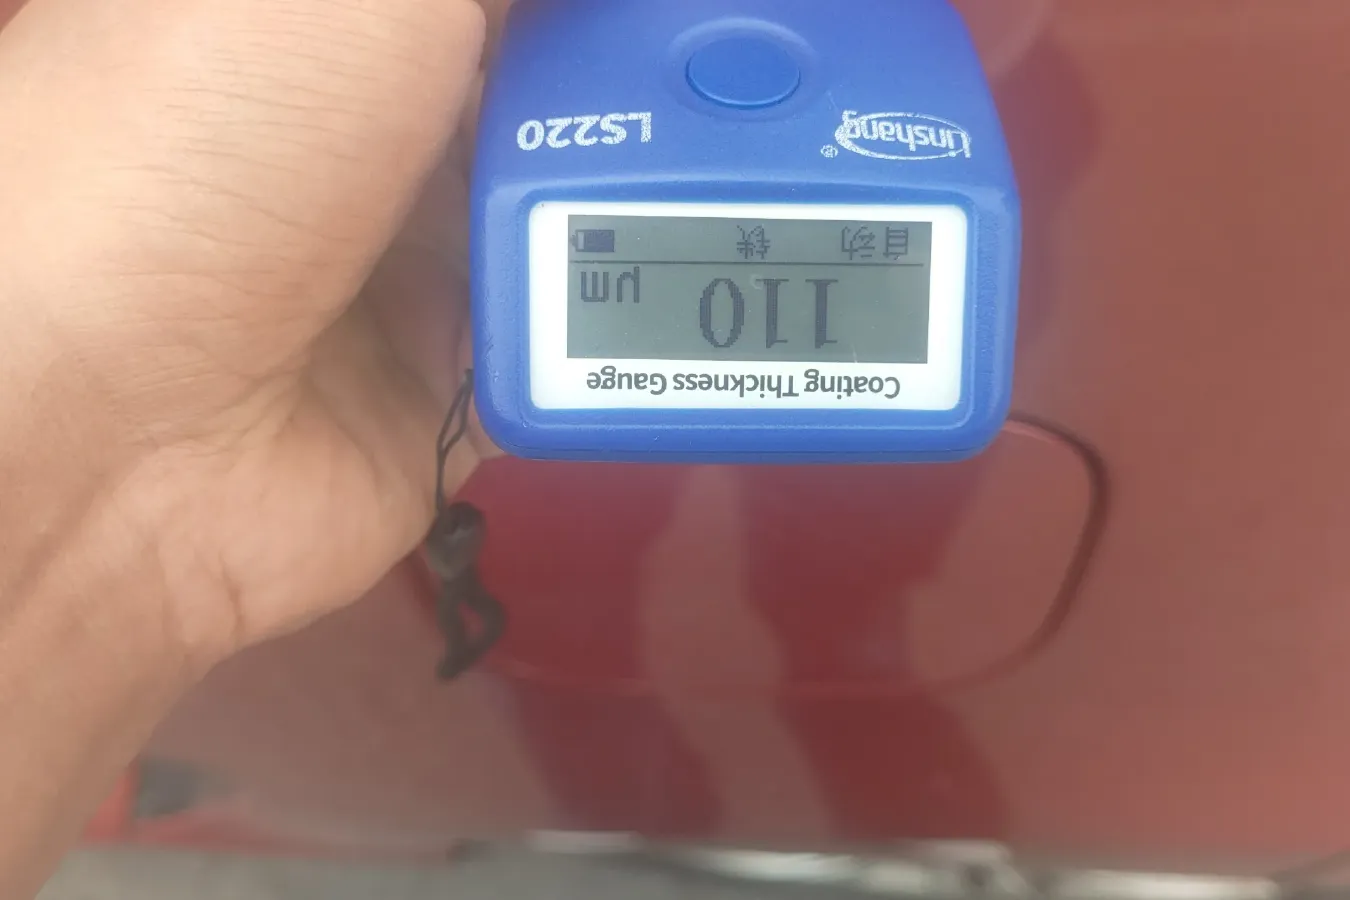 Coating Thickness Gauge
110 μm
自动 铁
Linshang® LS220